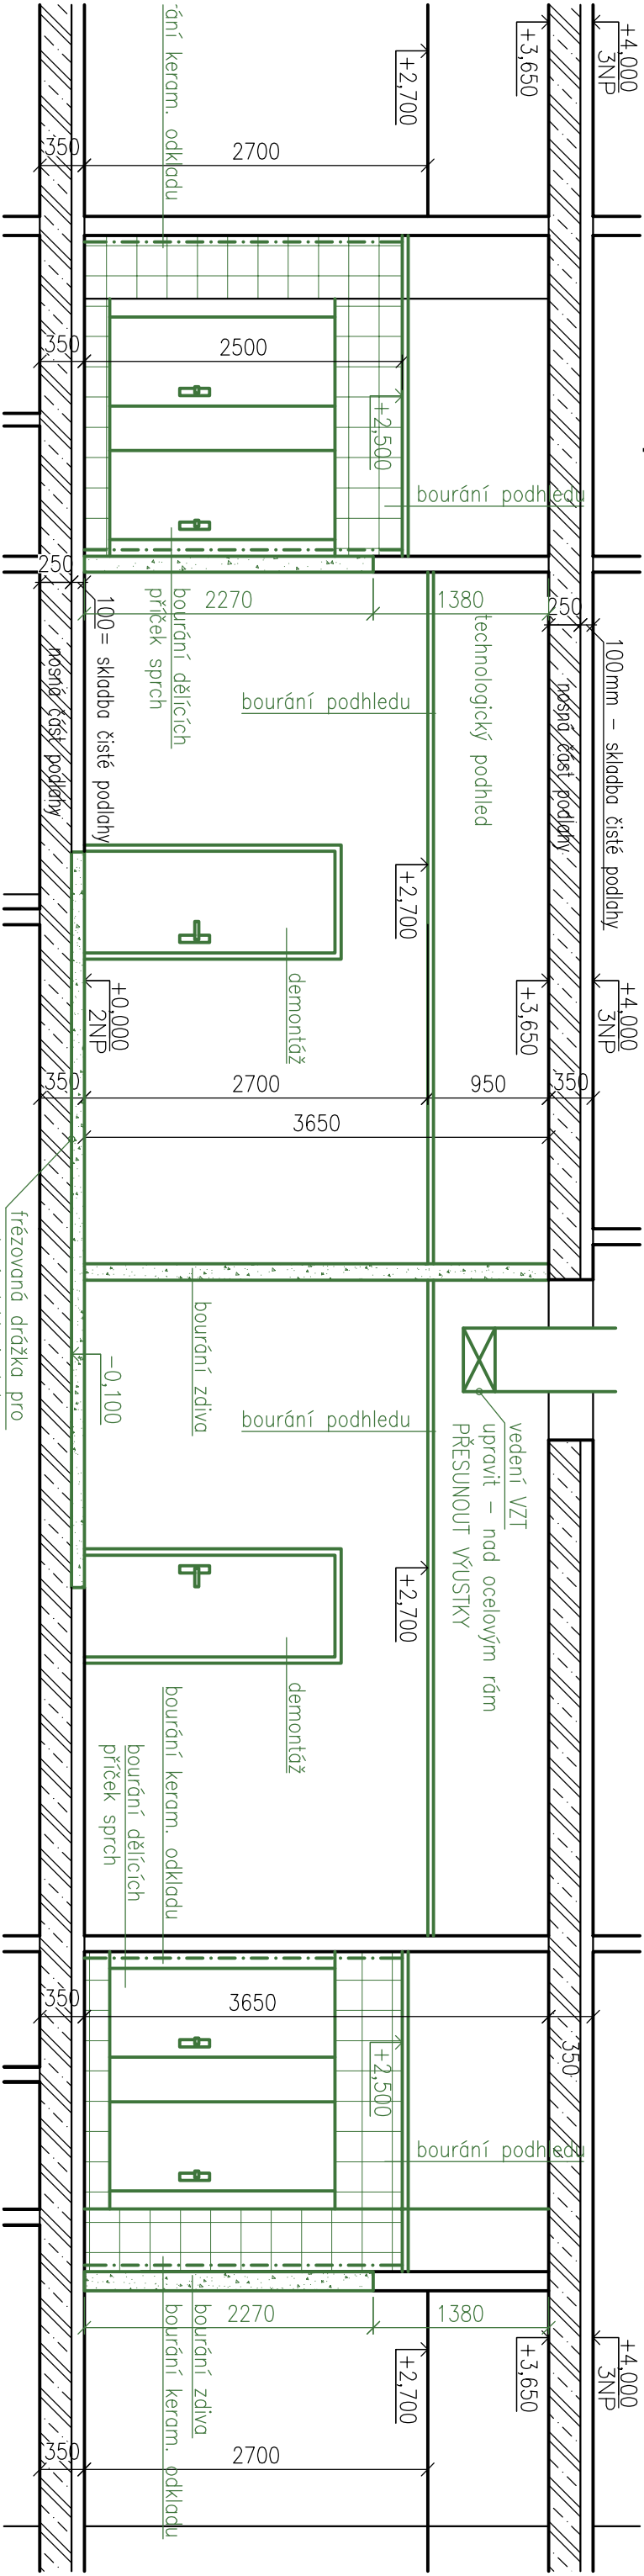 +4,000
3NP
+3,650
+2,700
350
2700
ání keram. odkladu
350
2500
+2,500
bourání podhledu
250
2270
1380
250
100= skladba čisté podlahy
nosná část podlahy
bourání dělících
příček sprch
bourání podhledu
technologický podhled
nosná část podlahy
100mm - skladba čisté podlahy
+2,700
demontáž
+0,000
2NP
+4,000
3NP
+3,650
350
2700
950
350
3650
frézovaná drážka pro
bourání zdiva
-0,100
bourání podhledu
vedení VZT
upravit - nad ocelovým rám
PŘESUNOUT VÝUSTKY
+2,700
demontáž
bourání keram. odkladu
bourání dělících
příček sprch
350
3650
350
+2,500
bourání podhledu
2270
1380
bourání zdiva
bourání keram. odkladu
+4,000
3NP
+3,650
+2,700
350
2700